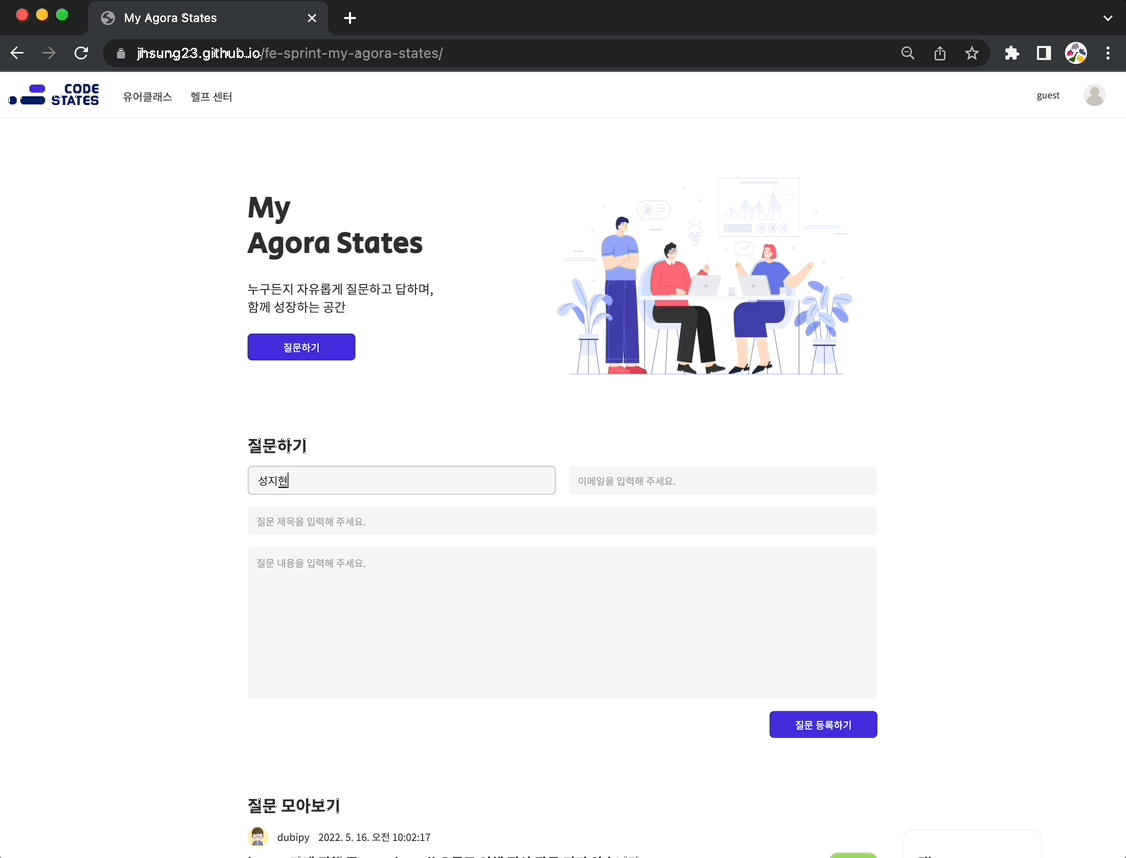 My Agora States
jhsung23.github.io/fe-sprint-my-agora-states/
CODE
STATES
유어클래스
헬프 센터
guest
My
Agora States
누구든지 자유롭게 질문하고 답하며,
함께 성장하는 공간
질문하기
질문하기
성지현
이메일을 입력해 주세요.
질문 제목을 입력해 주세요.
질문 내용을 입력해 주세요.
질문 등록하기
질문 모아보기
dubipy 2022. 5. 16. 오전 10:02:17